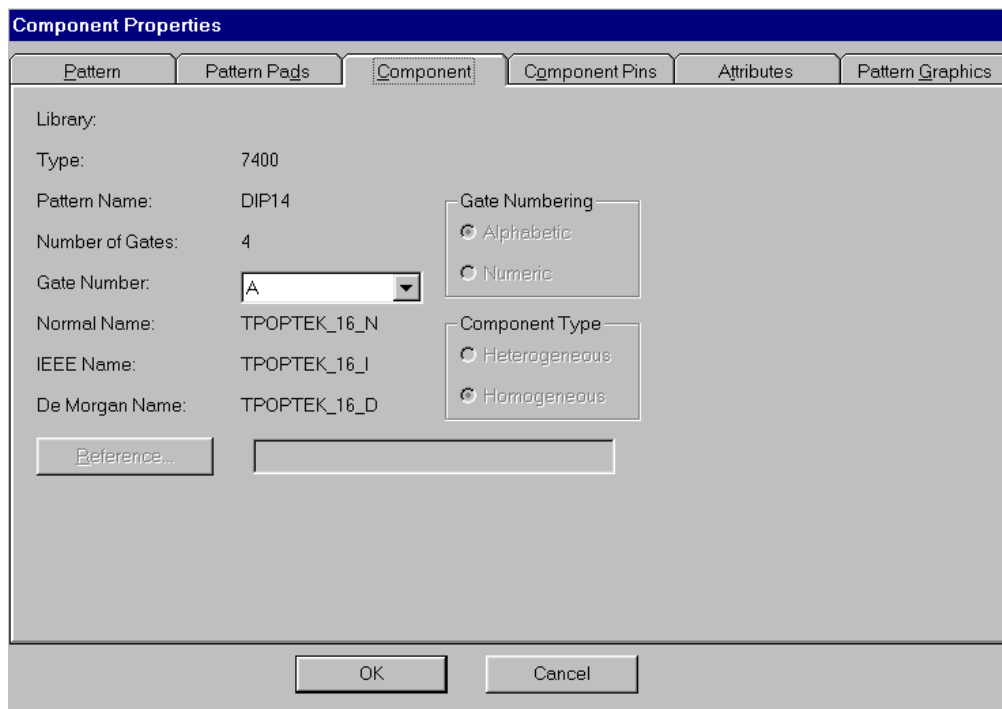 Component Properties
Pattern Pattern Pads Component Component Pins Attributes Pattern Graphics
Library:
Type: 7400
Pattern Name: DIP14
Number of Gates: 4
Gate Number: A
Normal Name: TPOPTEK_16_N
IEEE Name: TPOPTEK_16_I
De Morgan Name: TPOPTEK_16_D
Reference...
Gate Numbering
Alphabetic
Numeric
Component Type
Heterogeneous
Homogeneous
OK Cancel